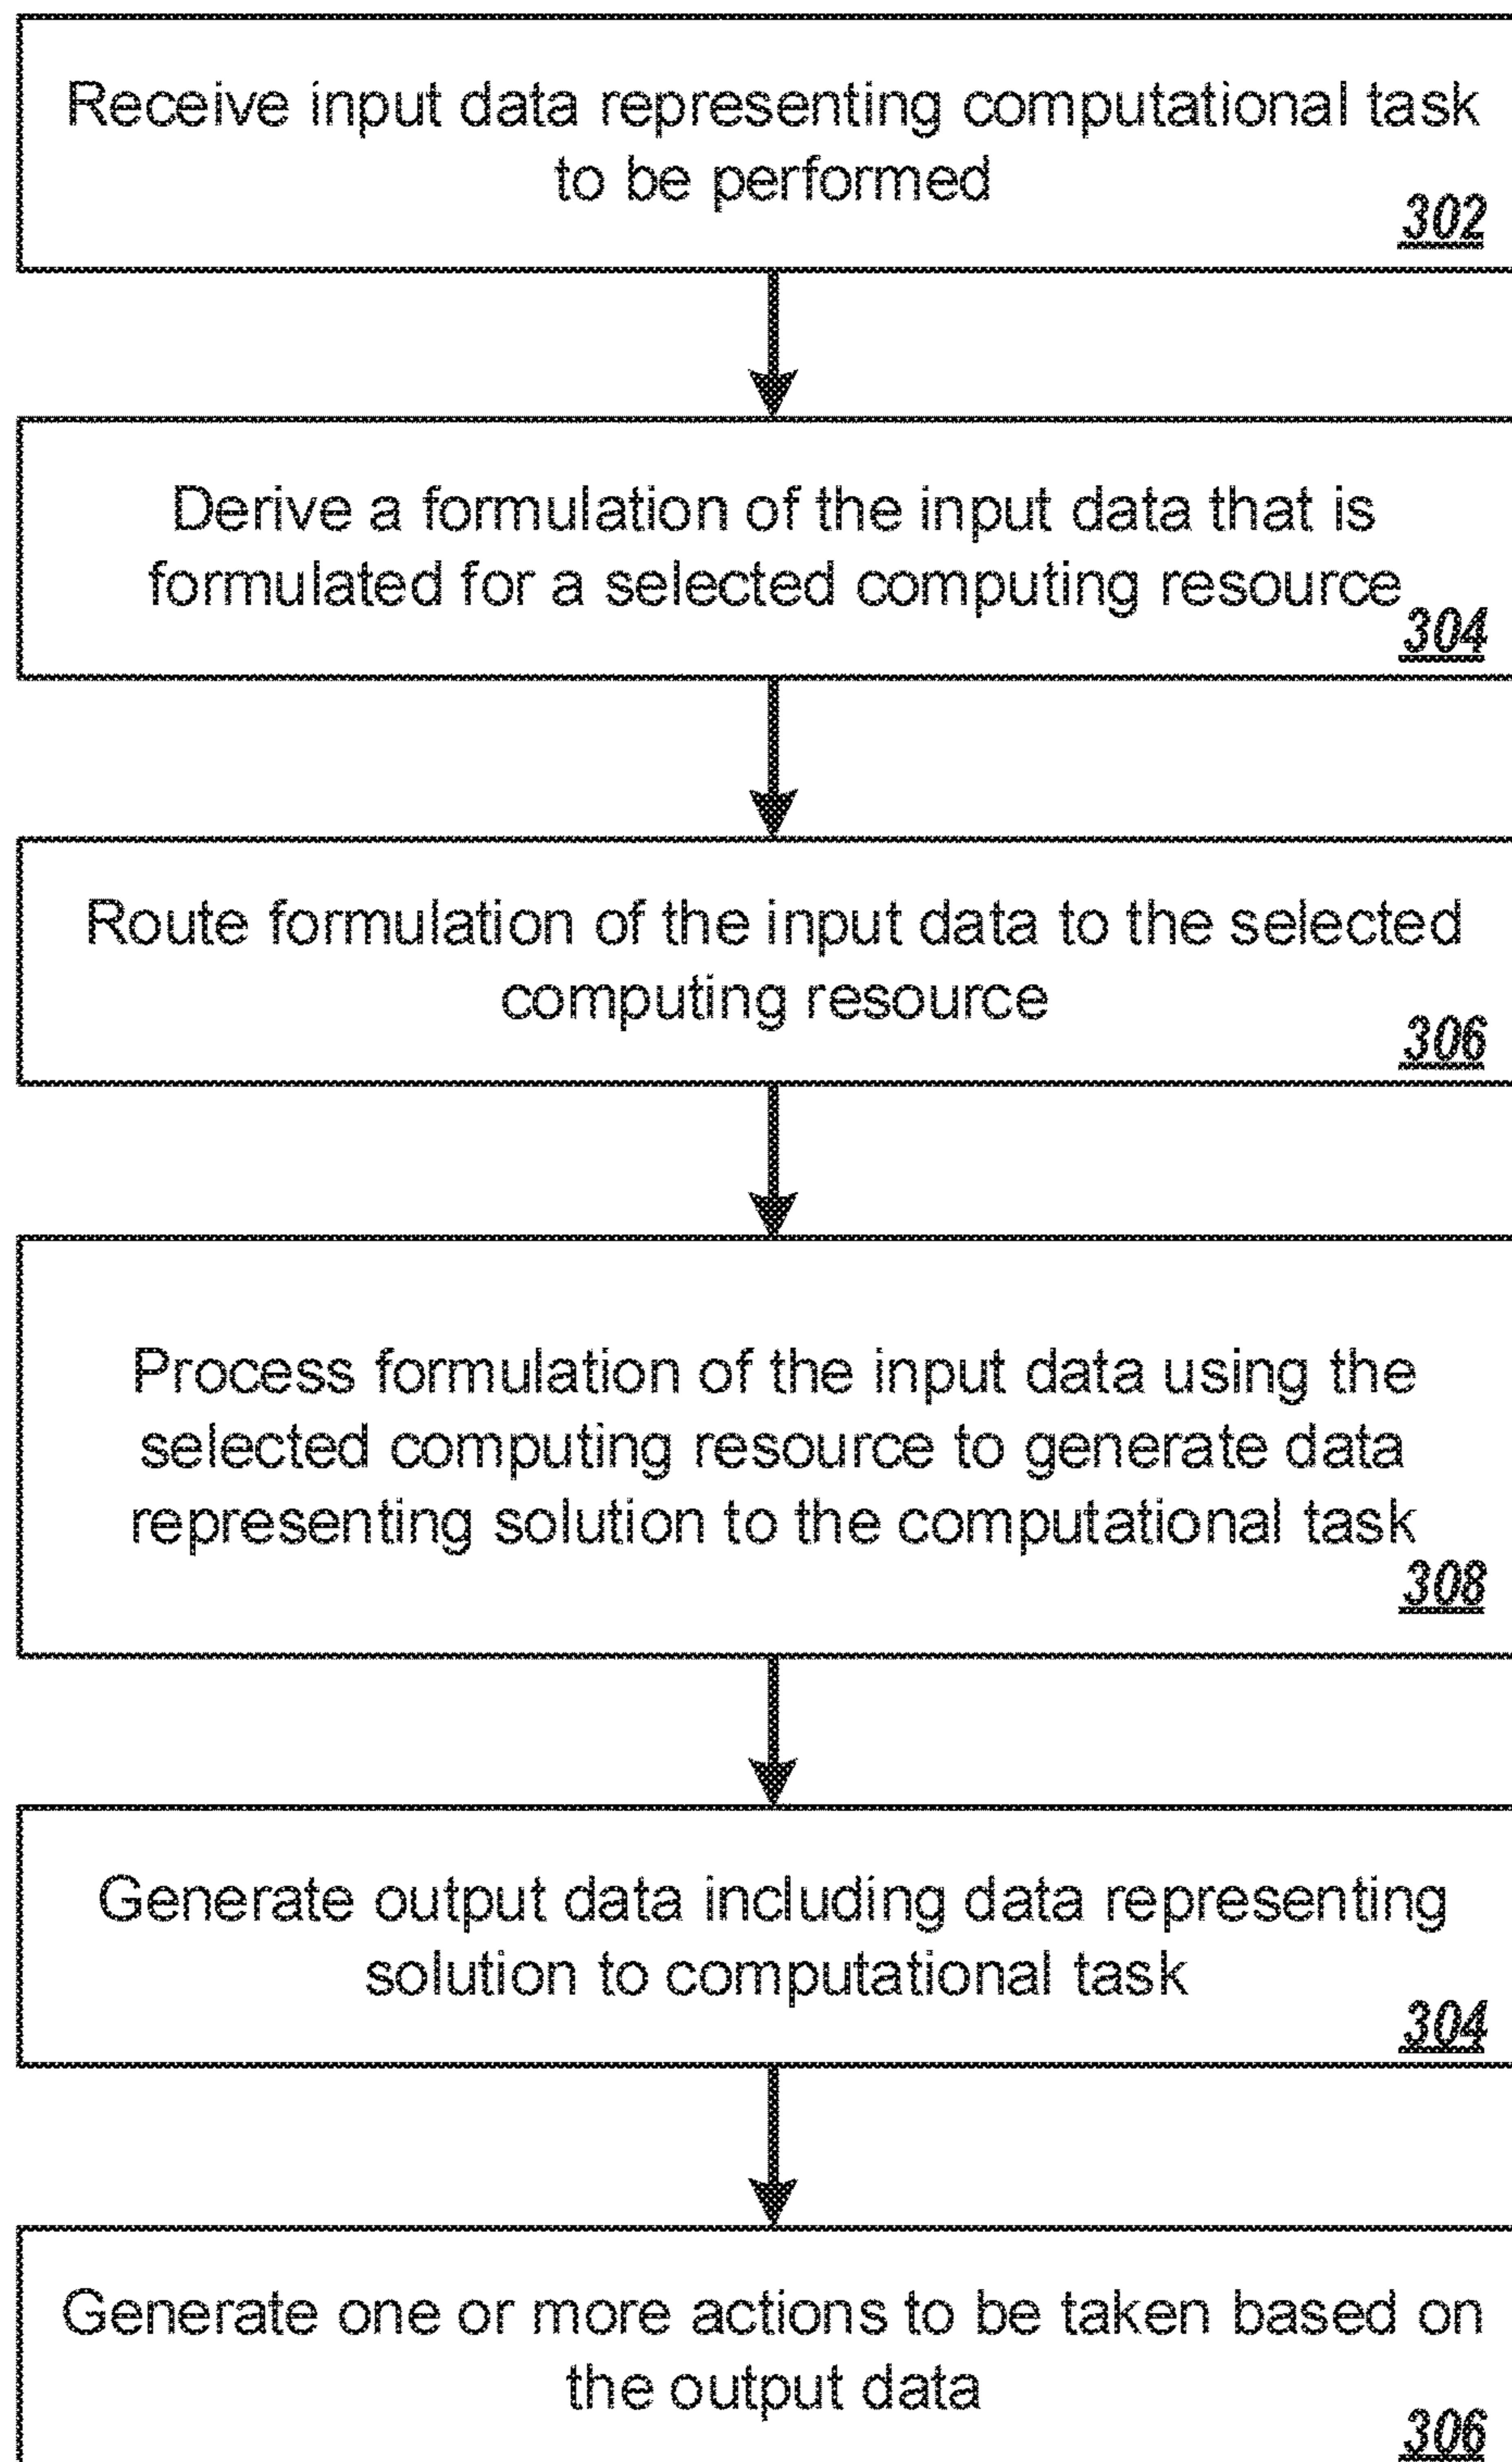 Receive input data representing computational task
to be performed
302
Derive a formulation of the input data that is
formulated for a selected computing resource
304
Route formulation of the input data to the selected
computing resource
306
Process formulation of the input data using the
selected computing resource to generate data
representing solution to the computational task
308
Generate output data including data representing
solution to computational task
304
Generate one or more actions to be taken based on
the output data
306